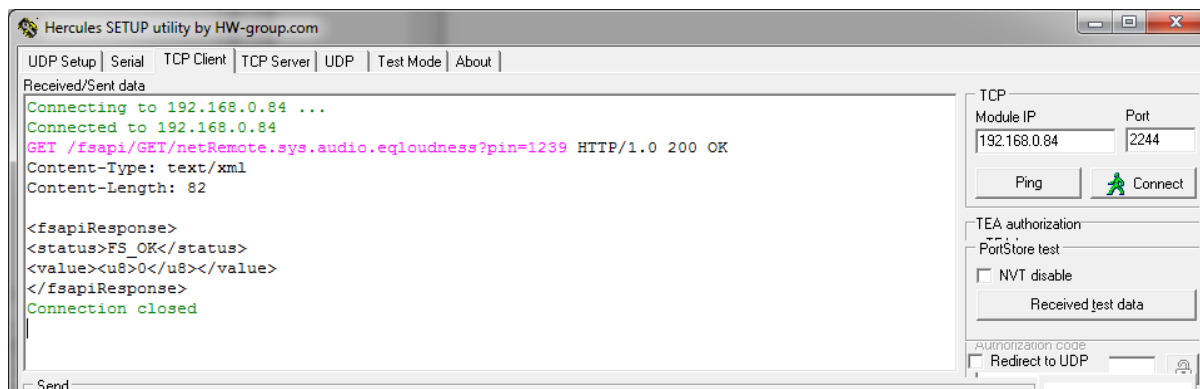 Hercules SETUP utility by HW-group.com
UDP Setup Serial TCP Client TCP Server UDP Test Mode About
Received/Sent data
Connecting to 192.168.0.84 ...
Connected to 192.168.0.84
GET /fsapi/GET/netRemote.sys.audio.eqloudness?pin=1239 HTTP/1.0 200 OK
Content-Type: text/xml
Content-Length: 82
<fsapiResponse>
<status>FS_OK</status>
<value><u8>0</u8></value>
</fsapiResponse>
Connection closed
Send
TCP
Module IP Port
192.168.0.84 2244
Ping Connect
TEA authorization
PortStore test
NVT disable
Received test data
Authorization code
Redirect to UDP